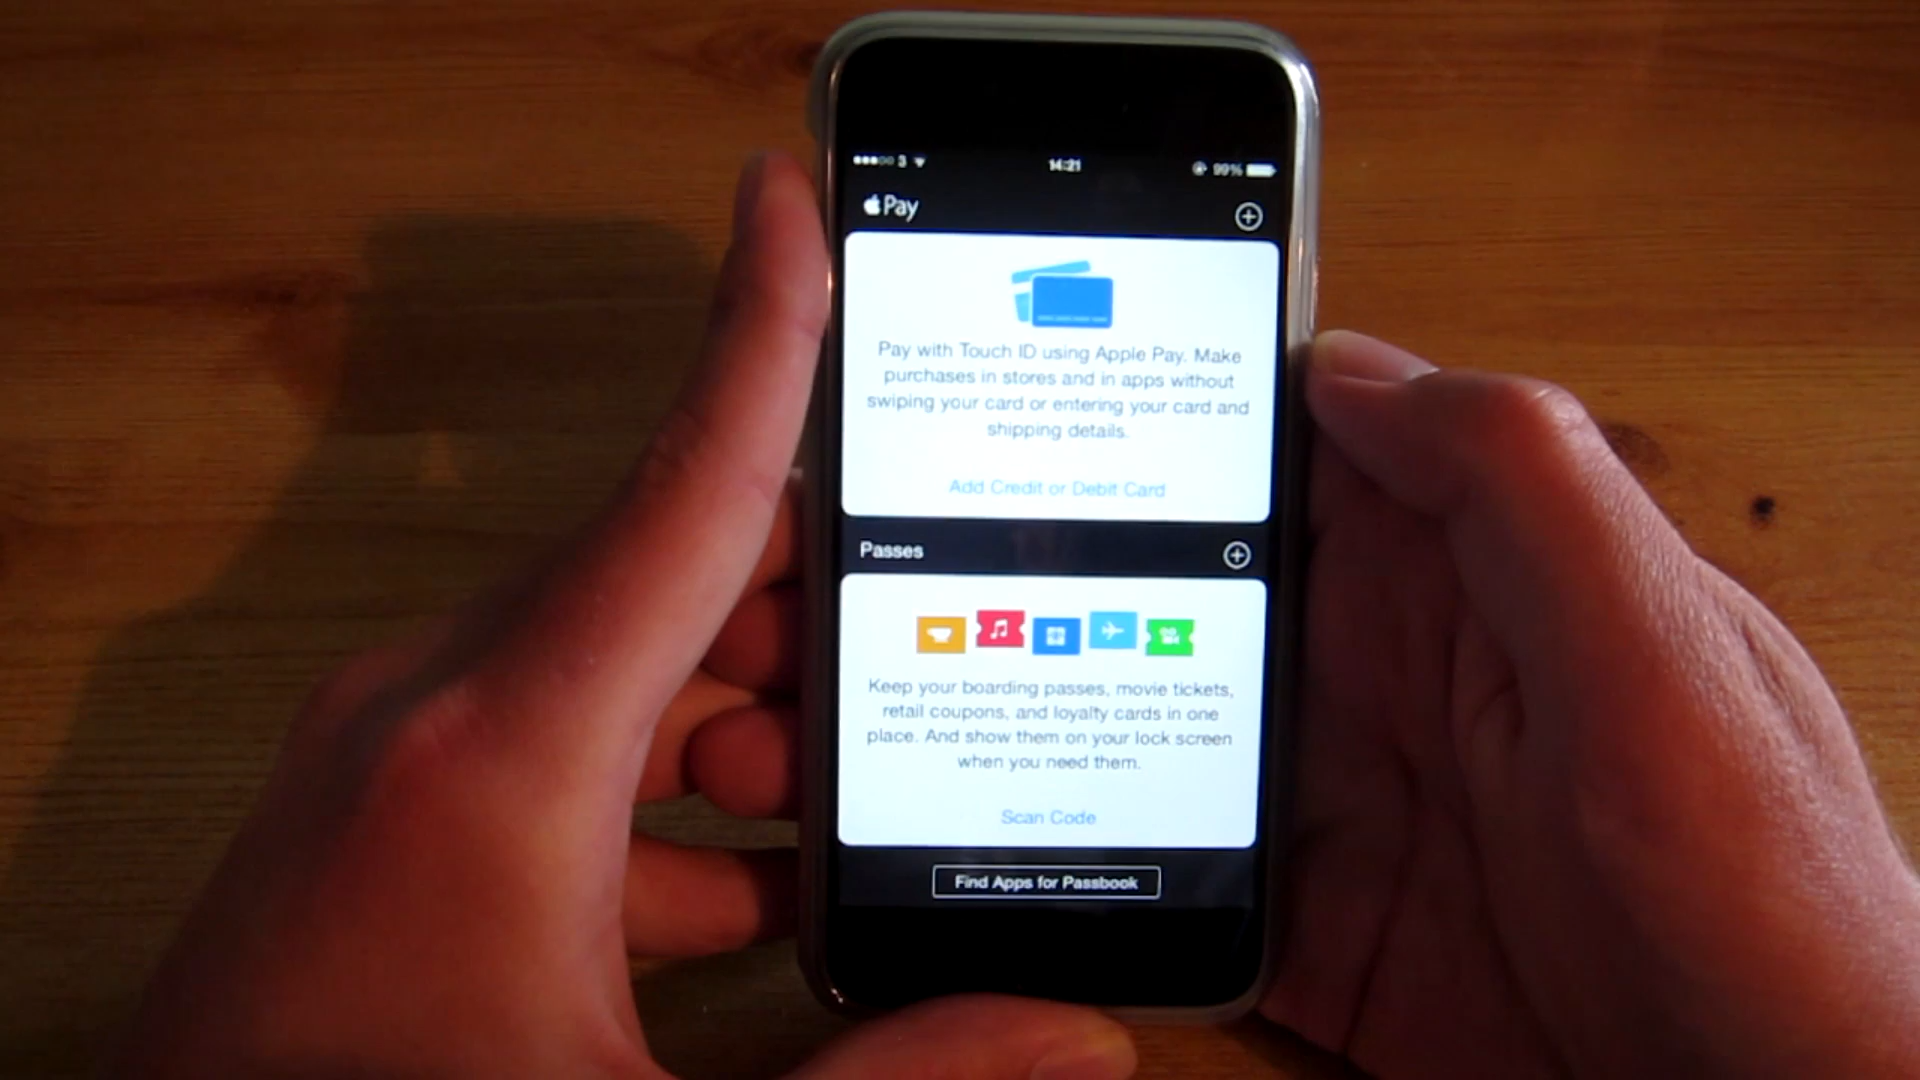 3 14:21 99%
Pay
Pay with Touch ID using Apple Pay. Make
purchases in stores and in apps without
swiping your card or entering your card and
shipping details.
Add Credit or Debit Card
Passes
Keep your boarding passes, movie tickets,
retail coupons, and loyalty cards in one
place. And show them on your lock screen
when you need them.
Scan Code
Find Apps for Passbook